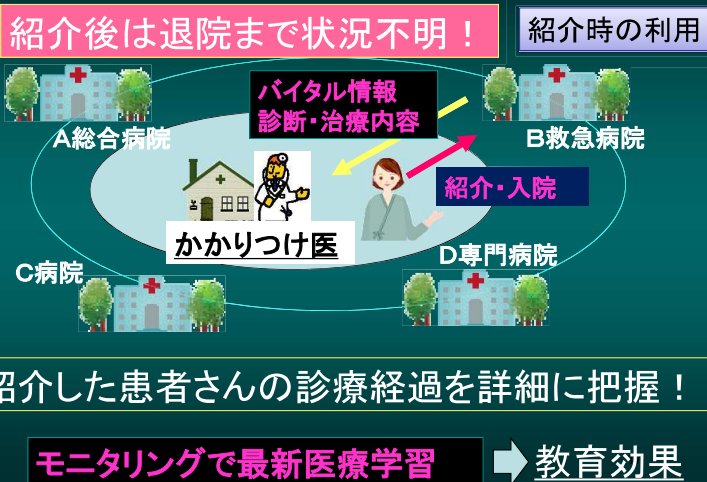 紹介後は退院まで状況不明！
紹介時の利用
バイタル情報
診断・治療内容
A総合病院
B救急病院
紹介・入院
かかりつけ医
D専門病院
C病院
紹介した患者さんの診療経過を詳細に把握！
モニタリングで最新医療学習
教育効果